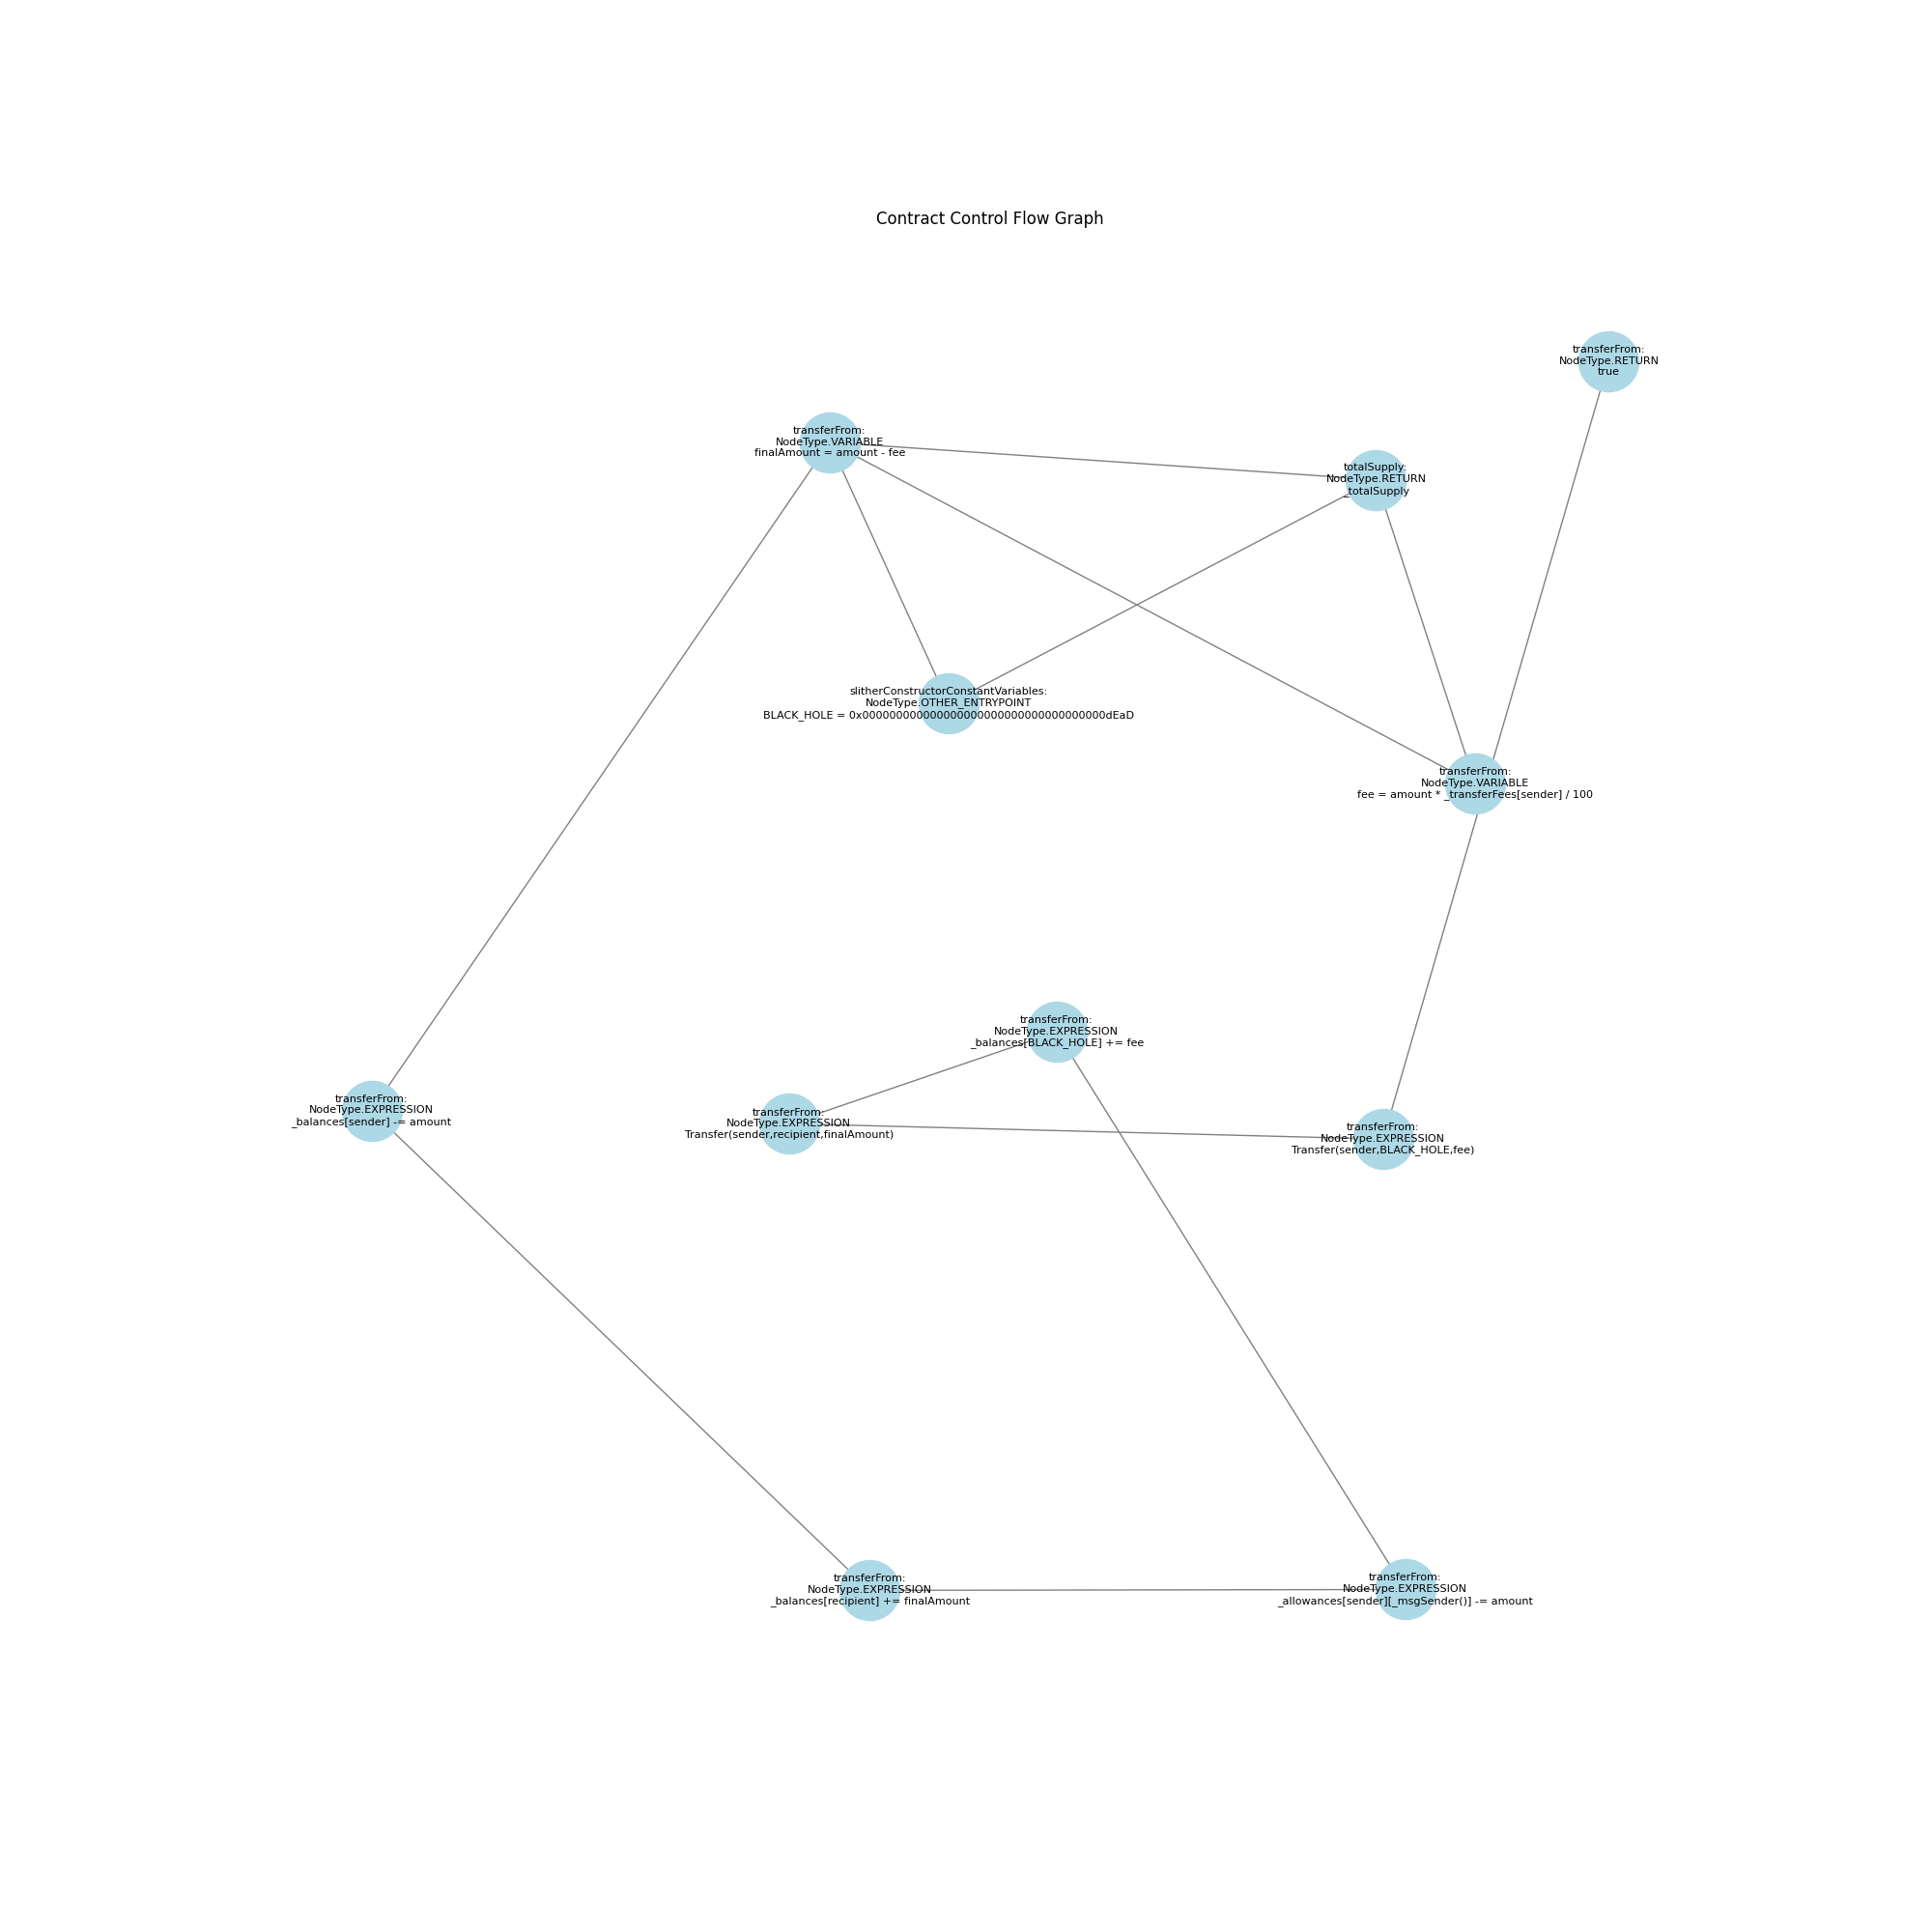 Contract Control Flow Graph
transferFrom:
NodeType.RETURN
true
transferFrom:
NodeType.VARIABLE
finalAmount = amount - fee
totalSupply:
NodeType.RETURN
_totalSupply
slitherConstructorConstantVariables:
NodeType.OTHER_ENTRYPOINT
BLACK_HOLE = 0x000000000000000000000000000000000000dEaD
transferFrom:
NodeType.VARIABLE
fee = amount * _transferFees[sender] / 100
transferFrom:
NodeType.EXPRESSION
_balances[BLACK_HOLE] += fee
transferFrom:
NodeType.EXPRESSION
_balances[sender] -= amount
transferFrom:
NodeType.EXPRESSION
Transfer(sender,recipient,finalAmount)
transferFrom:
NodeType.EXPRESSION
Transfer(sender,BLACK_HOLE,fee)
transferFrom:
NodeType.EXPRESSION
_balances[recipient] += finalAmount
transferFrom:
NodeType.EXPRESSION
_allowances[sender][_msgSender()] -= amount